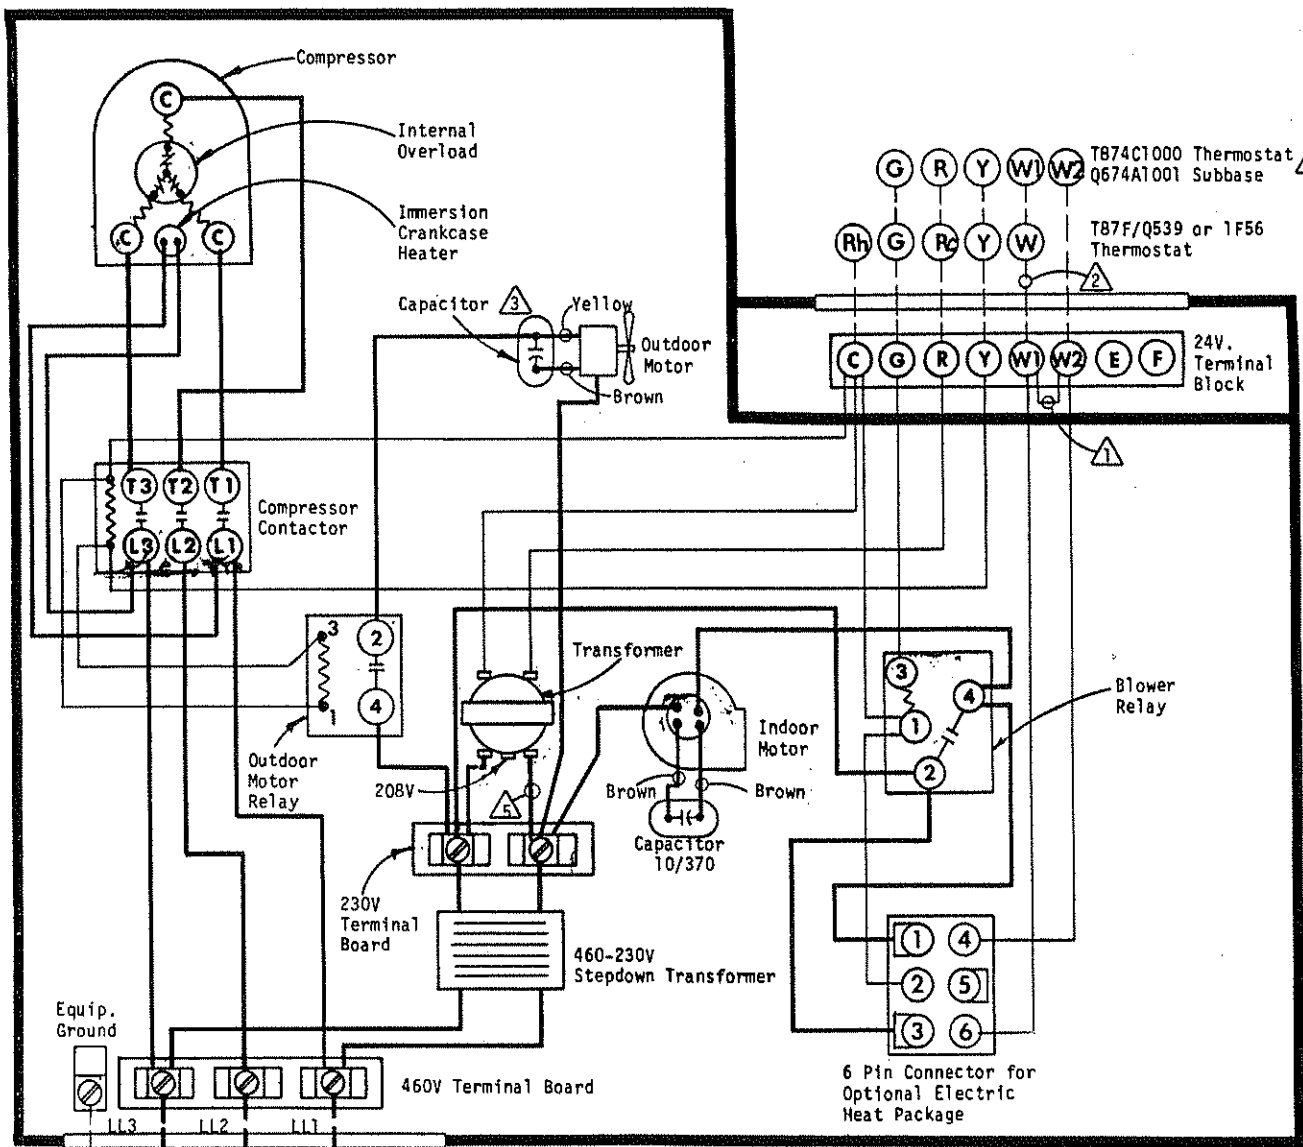 Compressor
C
Internal
Overload
Immersion
Crankcase
Heater
C
C
G R Y W1 W2
T874C1000 Thermostat
Q674A1001 Subbase
Rh G Rc Y W
T87F/Q539 or 1F56
Thermostat
2
Capacitor
3
Yellow
Outdoor
Motor
Brown
C G R Y W1 W2 E F
24V.
Terminal
Block
1
T3 T2 T1
L3 L2 L1
Compressor
Contactor
3
1
2
4
Outdoor
Motor
Relay
Transformer
208V
5
Indoor
Motor
Brown
Brown
Capacitor
10/370
3
4
1
2
Blower
Relay
230V
Terminal
Board
460-230V
Stepdown Transformer
1 4
2 5
3 6
6 Pin Connector for
Optional Electric
Heat Package
Equip.
Ground
460V Terminal Board
LL3 LL2 LL1